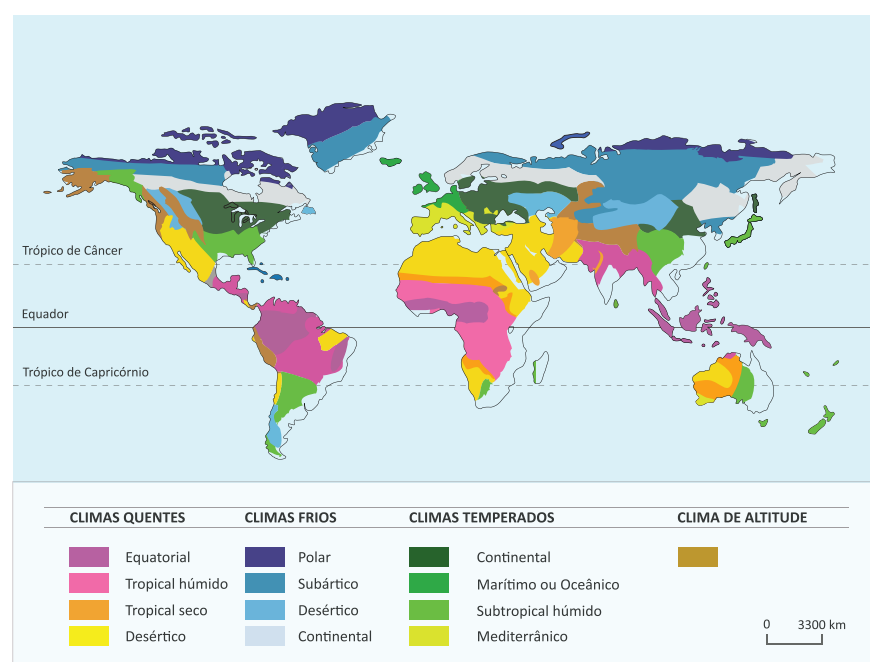 Trópico de Câncer
Equador
Trópico de Capricórnio
CLIMAS QUENTES CLIMAS FRIOS CLIMAS TEMPERADOS CLIMA DE ALTITUDE
Equatorial Polar Continental
Tropical húmido Subártico Marítimo ou Oceânico
Tropical seco Desértico Subtropical húmido
Desértico Continental Mediterrânico
0 3300 km